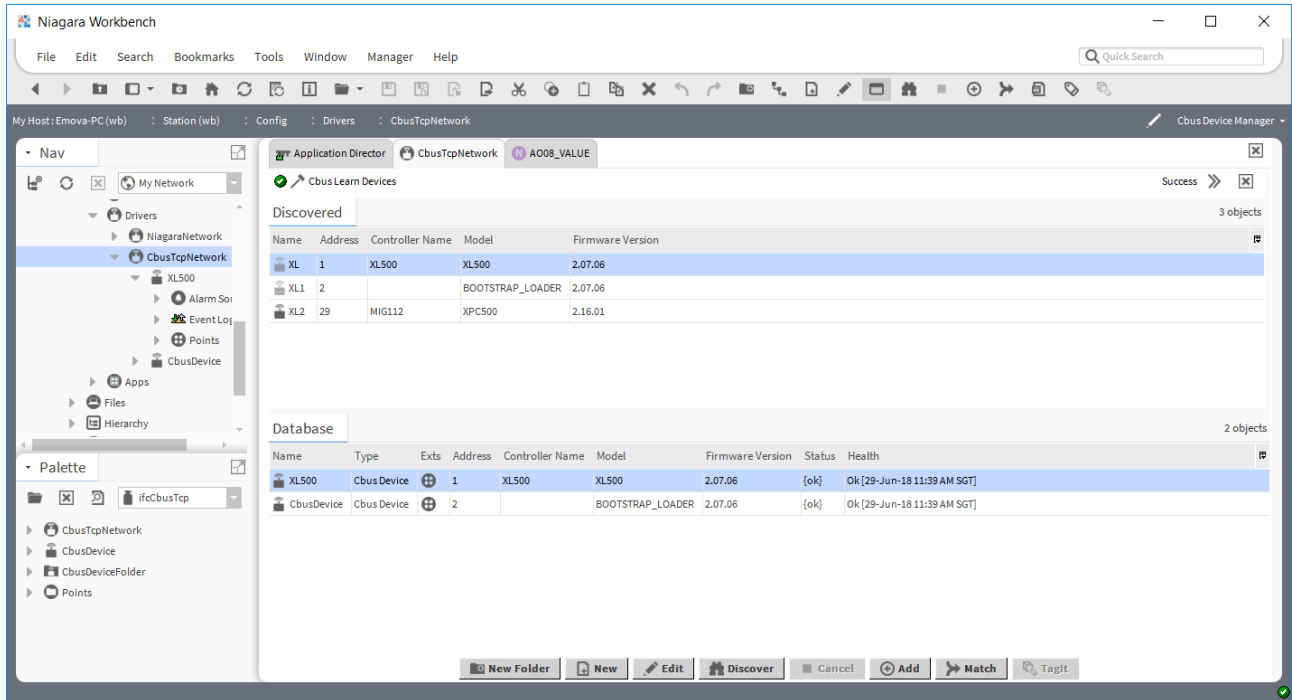 Niagara Workbench
File Edit Search Bookmarks Tools Window Manager Help
Quick Search
My Host : Emova-PC (wb) : Station (wb) : Config : Drivers : CbusTcpNetwork
Cbus Device Manager
Nav
My Network
Drivers
NiagaraNetwork
CbusTcpNetwork
XL500
Alarm Sou
Event Log
Points
CbusDevice
Apps
Files
Hierarchy
Palette
ifcCbusTcp
CbusTcpNetwork
CbusDevice
CbusDeviceFolder
Points
Application Director CbusTcpNetwork AO08_VALUE
Cbus Learn Devices Success
Discovered 3 objects
Name Address Controller Name Model Firmware Version
XL 1 XL500 XL500 2.07.06
XL1 2 BOOTSTRAP_LOADER 2.07.06
XL2 29 MIG112 XPC500 2.16.01
Database 2 objects
Name Type Exts Address Controller Name Model Firmware Version Status Health
XL500 Cbus Device 1 XL500 XL500 2.07.06 {ok} Ok [29-Jun-18 11:39 AM SGT]
CbusDevice Cbus Device 2 BOOTSTRAP_LOADER 2.07.06 {ok} Ok [29-Jun-18 11:39 AM SGT]
New Folder New Edit Discover Cancel Add Match TagIt